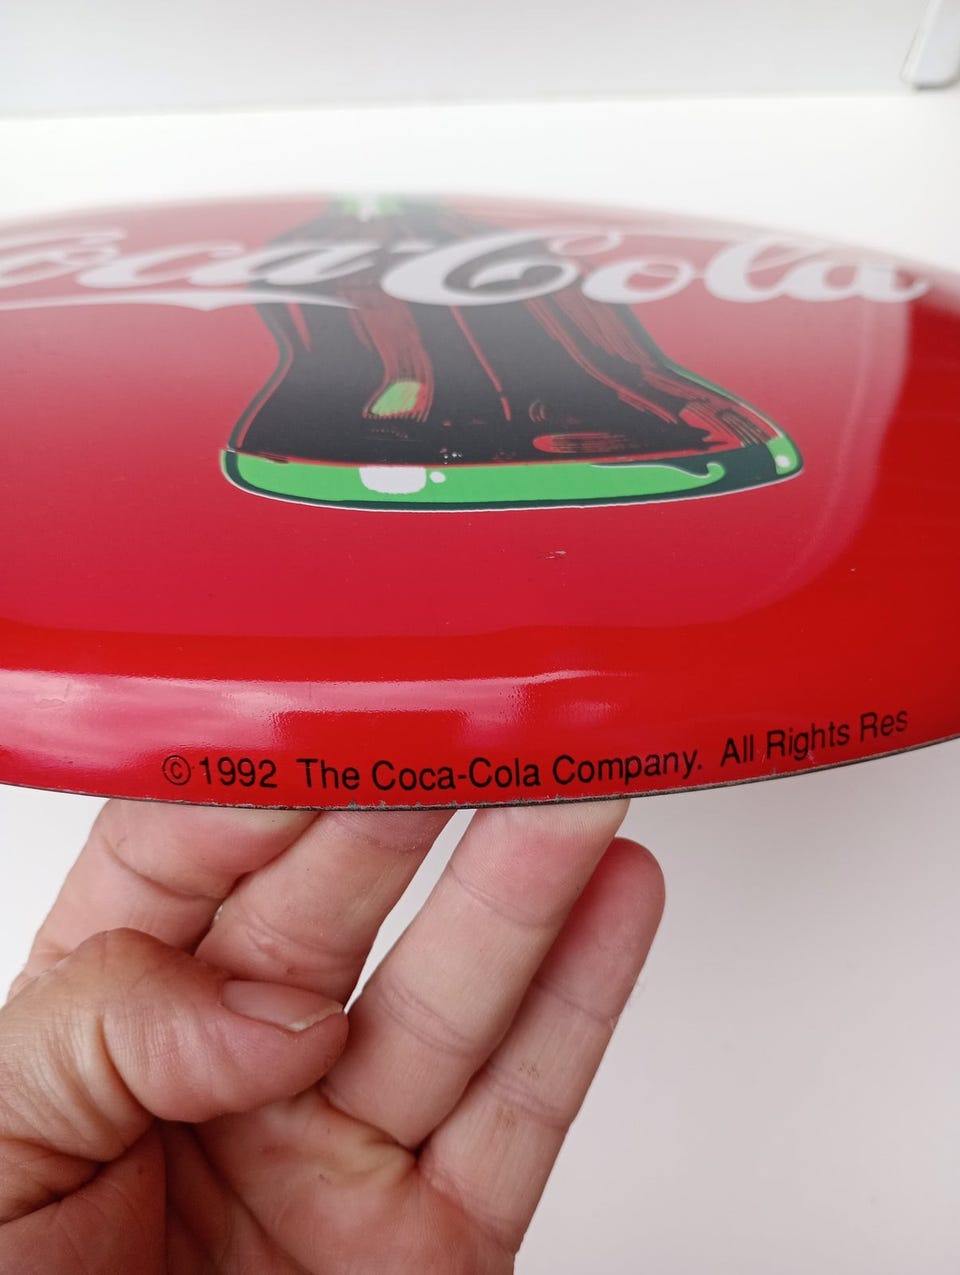 Coca-Cola
© 1992 The Coca-Cola Company. All Rights Res